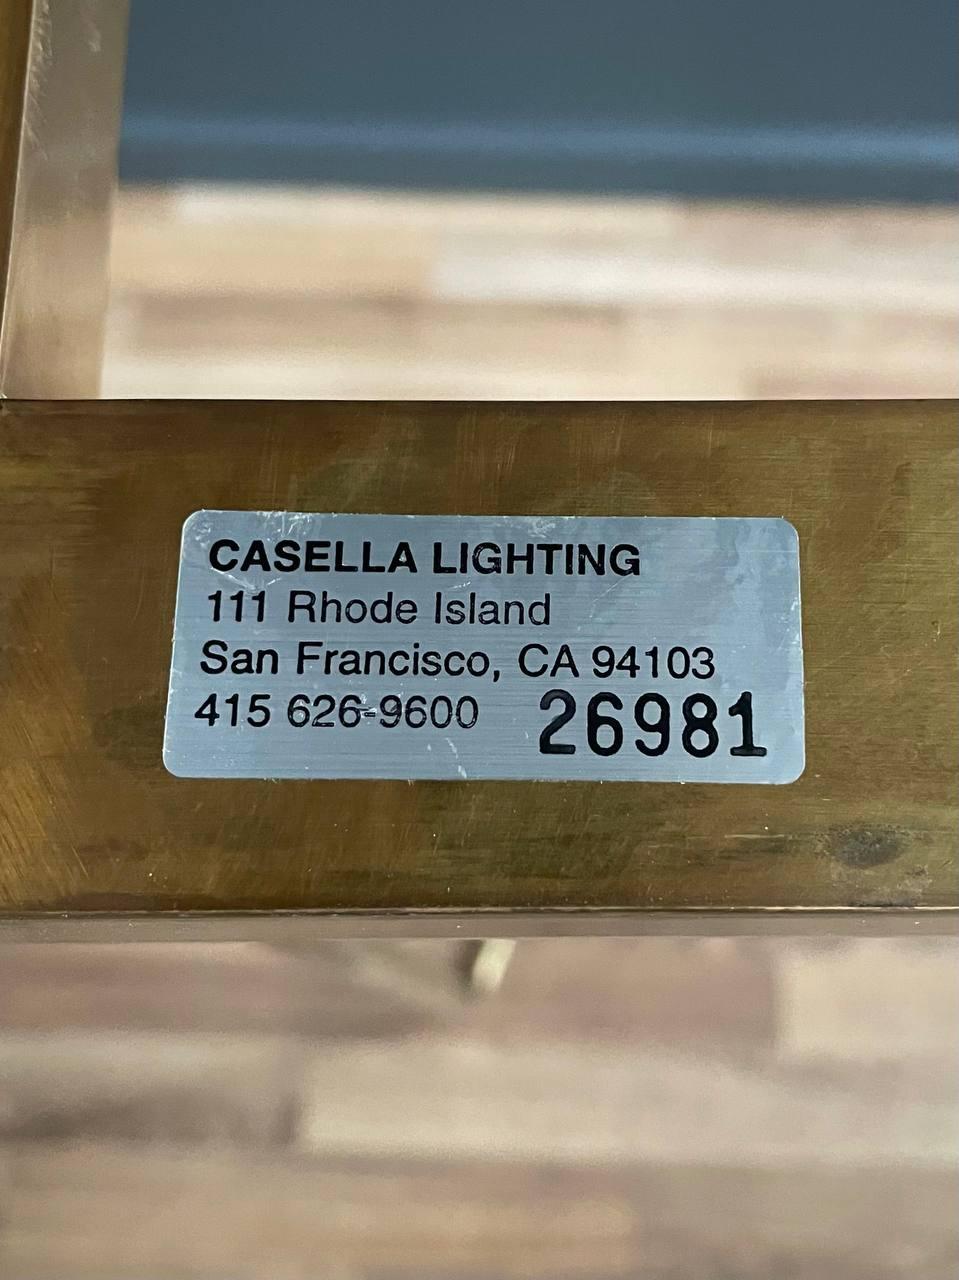 CASELLA LIGHTING
111 Rhode Island
San Francisco, CA 94103
415 626-9600 26981